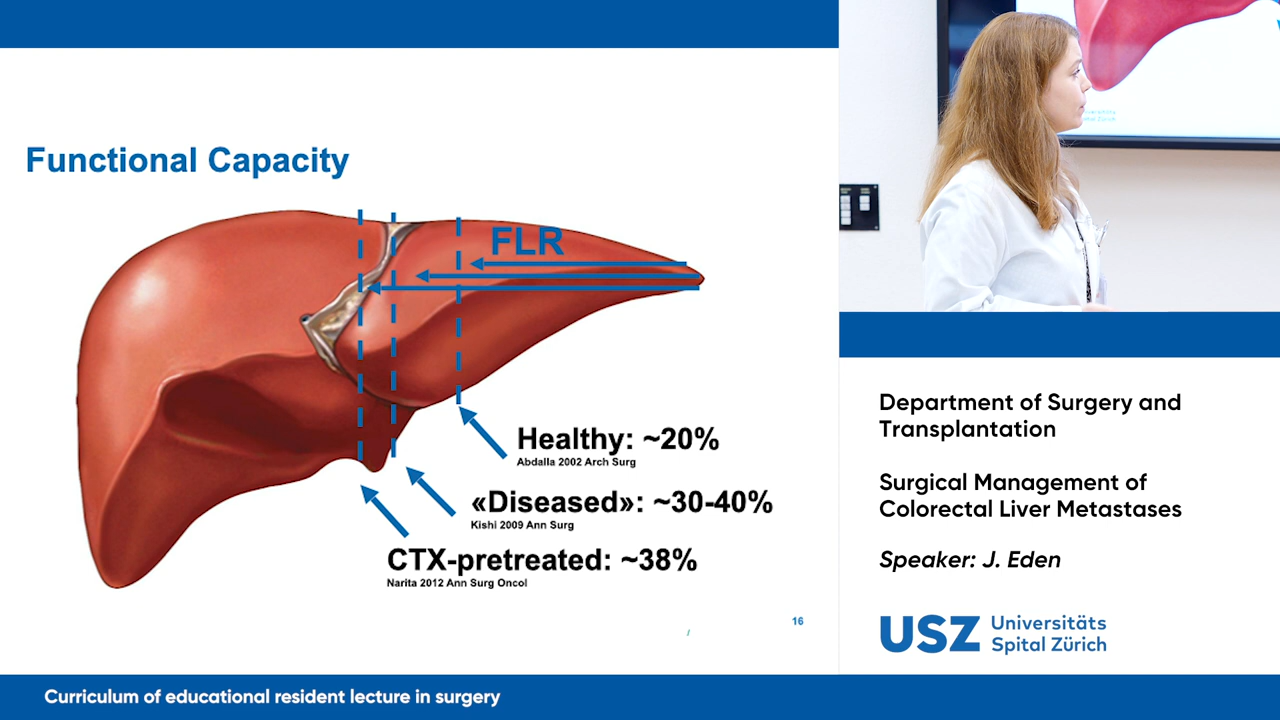 Functional Capacity
FLR
Healthy: ~20%
Abdalla 2002 Arch Surg
«Diseased»: ~30-40%
Kishi 2009 Ann Surg
CTX-pretreated: ~38%
Narita 2012 Ann Surg Oncol
16
/
Department of Surgery and
Transplantation
Surgical Management of
Colorectal Liver Metastases
Speaker: J. Eden
USZ Universitäts
Spital Zürich
Curriculum of educational resident lecture in surgery